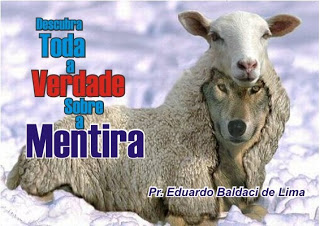 Descubra
Toda
a
Verdade
Sobre
a
Mentira
Pr. Eduardo Baldaci de Lima